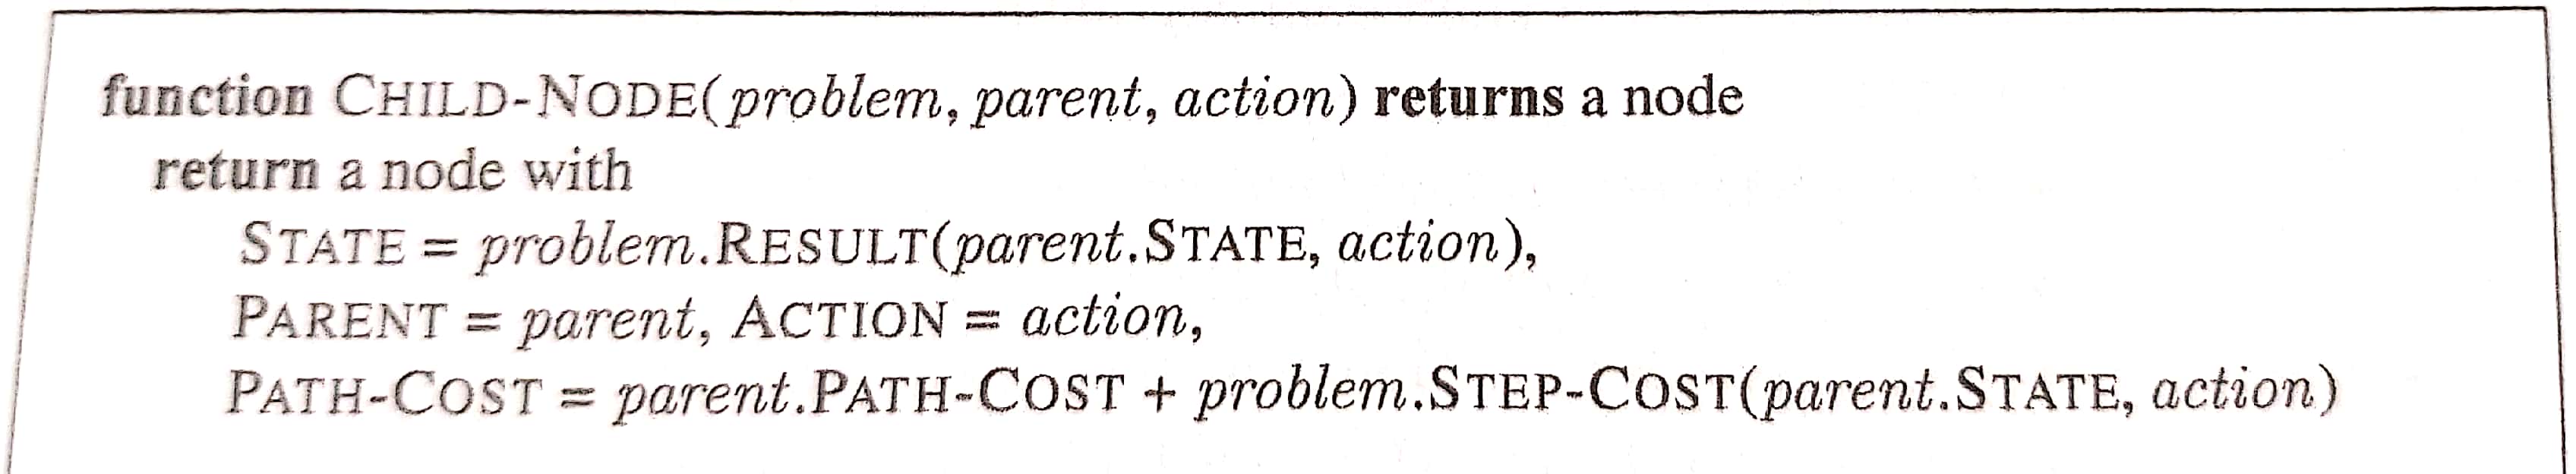 function CHILD-NODE(problem, parent, action) returns a node
return a node with
STATE = problem.RESULT(parent.STATE, action),
PARENT = parent, ACTION = action,
PATH-COST = parent.PATH-COST + problem.STEP-COST(parent.STATE, action)